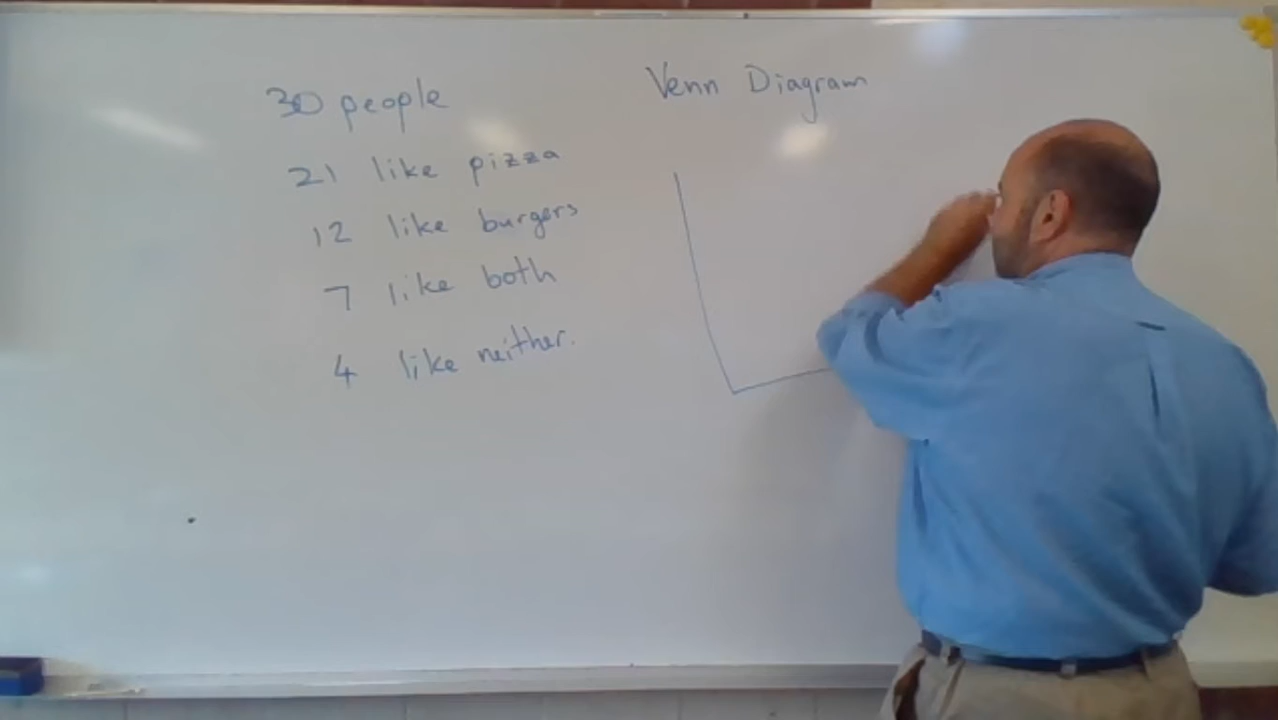 30 people
21 like pizza
12 like burgers
7 like both
4 like neither.
Venn Diagram